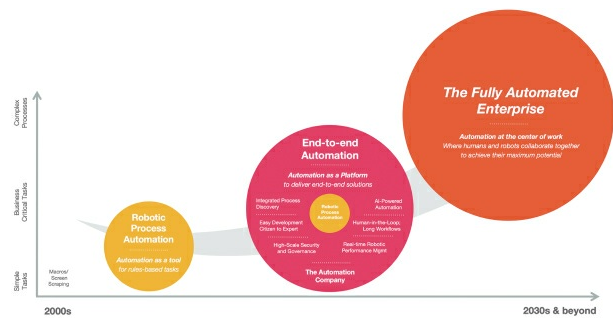 The Fully Automated
Enterprise
Automation at the center of work
Where humans and robots collaborate together
to achieve their maximum potential
Complex
Processes
End-to-end
Automation
Automation as a Platform
to deliver end-to-end solutions
Integrated Process
Discovery
AI-Powered
Automation
Robotic
Process
Automation
Easy Development
Citizen to Expert
Human-in-the-Loop,
Long Workflows
High-Scale Security
and Governance
Real-time Robotic
Performance Mgmt
The Automation
Company
Business
Critical Tasks
Robotic
Process
Automation
Automation as a tool
for rules-based tasks
Simple
Tasks
Macros/
Screen
Scraping
2000s
2030s & beyond